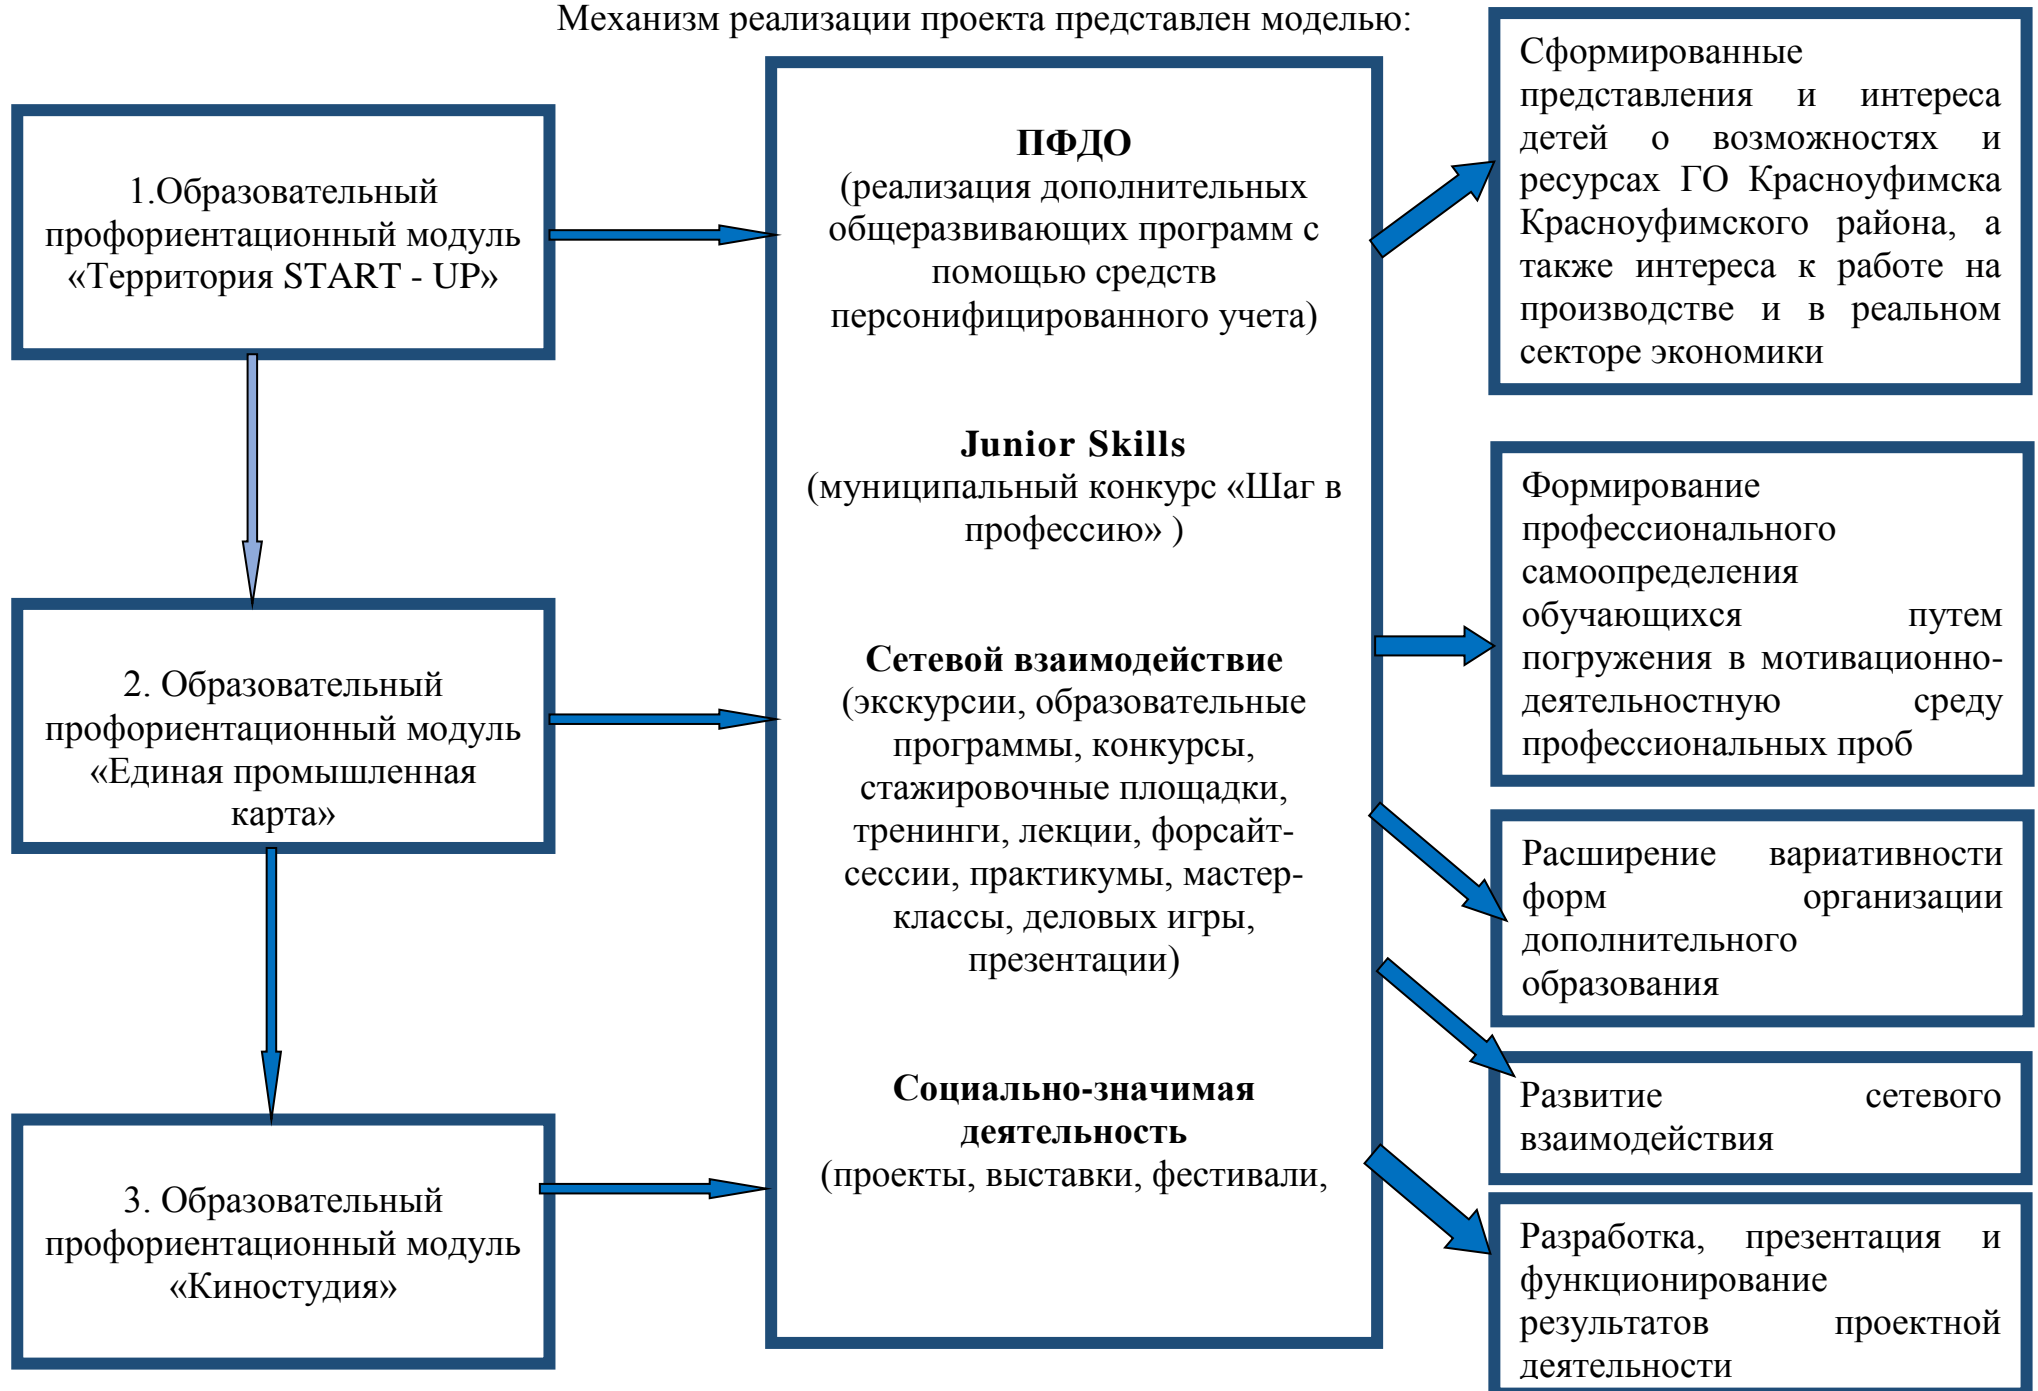 Механизм реализации проекта представлен моделью:
1.Образовательный
профориентационный модуль
«Территория START - UP»
2. Образовательный
профориентационный модуль
«Единая промышленная
карта»
3. Образовательный
профориентационный модуль
«Киностудия»
ПФДО
(реализация дополнительных
общеразвивающих программ с
помощью средств
персонифицированного учета)
Junior Skills
(муниципальный конкурс «Шаг в
профессию» )
Сетевой взаимодействие
(экскурсии, образовательные
программы, конкурсы,
стажировочные площадки,
тренинги, лекции, форсайт-
сессии, практикумы, мастер-
классы, деловых игры,
презентации)
Социально-значимая
деятельность
(проекты, выставки, фестивали,
Сформированные
представления и интереса
детей о возможностях и
ресурсах ГО Красноуфимска
Красноуфимского района, а
также интереса к работе на
производстве и в реальном
секторе экономики
Формирование
профессионального
самоопределения
обучающихся путем
погружения в мотивационно-
деятельностную среду
профессиональных проб
Расширение вариативности
форм организации
дополнительного
образования
Развитие сетевого
взаимодействия
Разработка, презентация и
функционирование
результатов проектной
деятельности